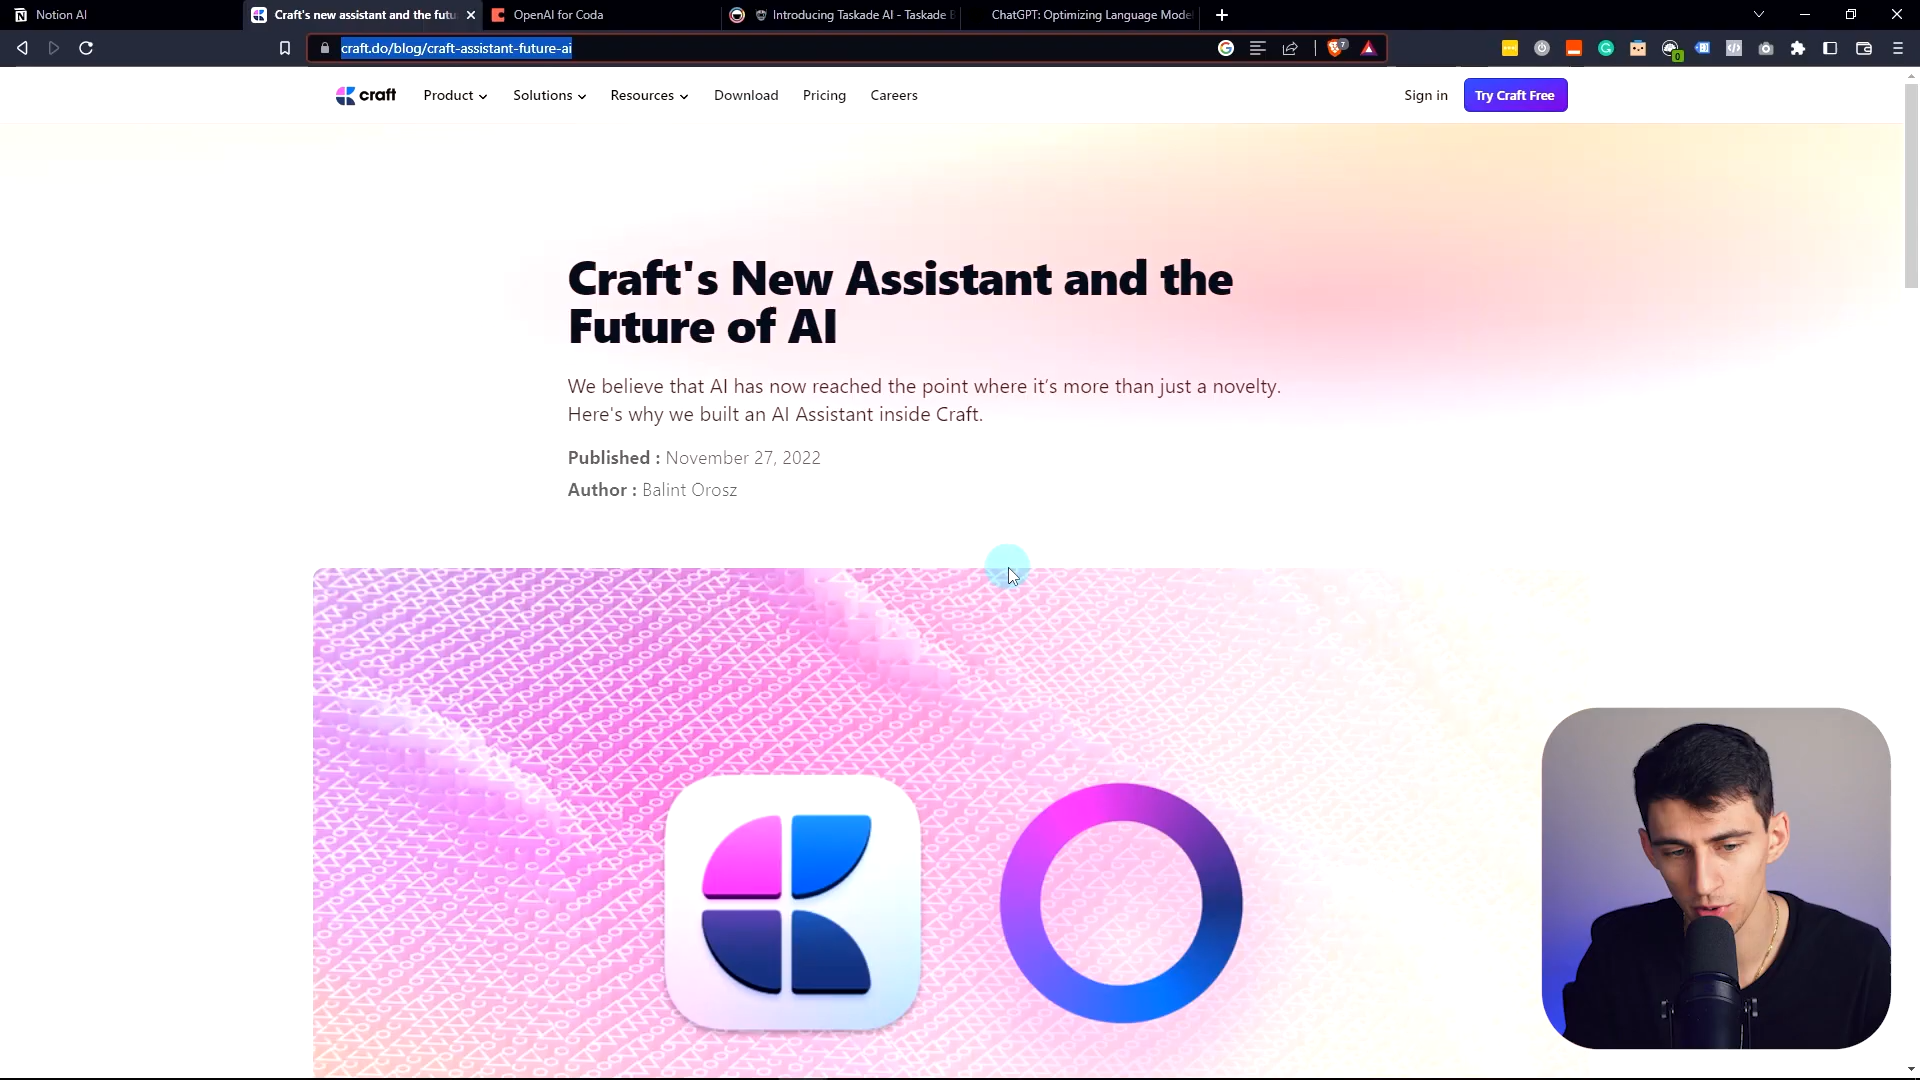 Notion AI
Craft's new assistant and the futu
OpenAI for Coda
Introducing Taskade AI - Taskade B
ChatGPT: Optimizing Language Model
craft.do/blog/craft-assistant-future-ai
7
0
craft
Product
Solutions
Resources
Download
Pricing
Careers
Sign in
Try Craft Free
Craft's New Assistant and the
Future of AI
We believe that AI has now reached the point where it’s more than just a novelty.
Here's why we built an AI Assistant inside Craft.
Published : November 27, 2022
Author : Balint Orosz